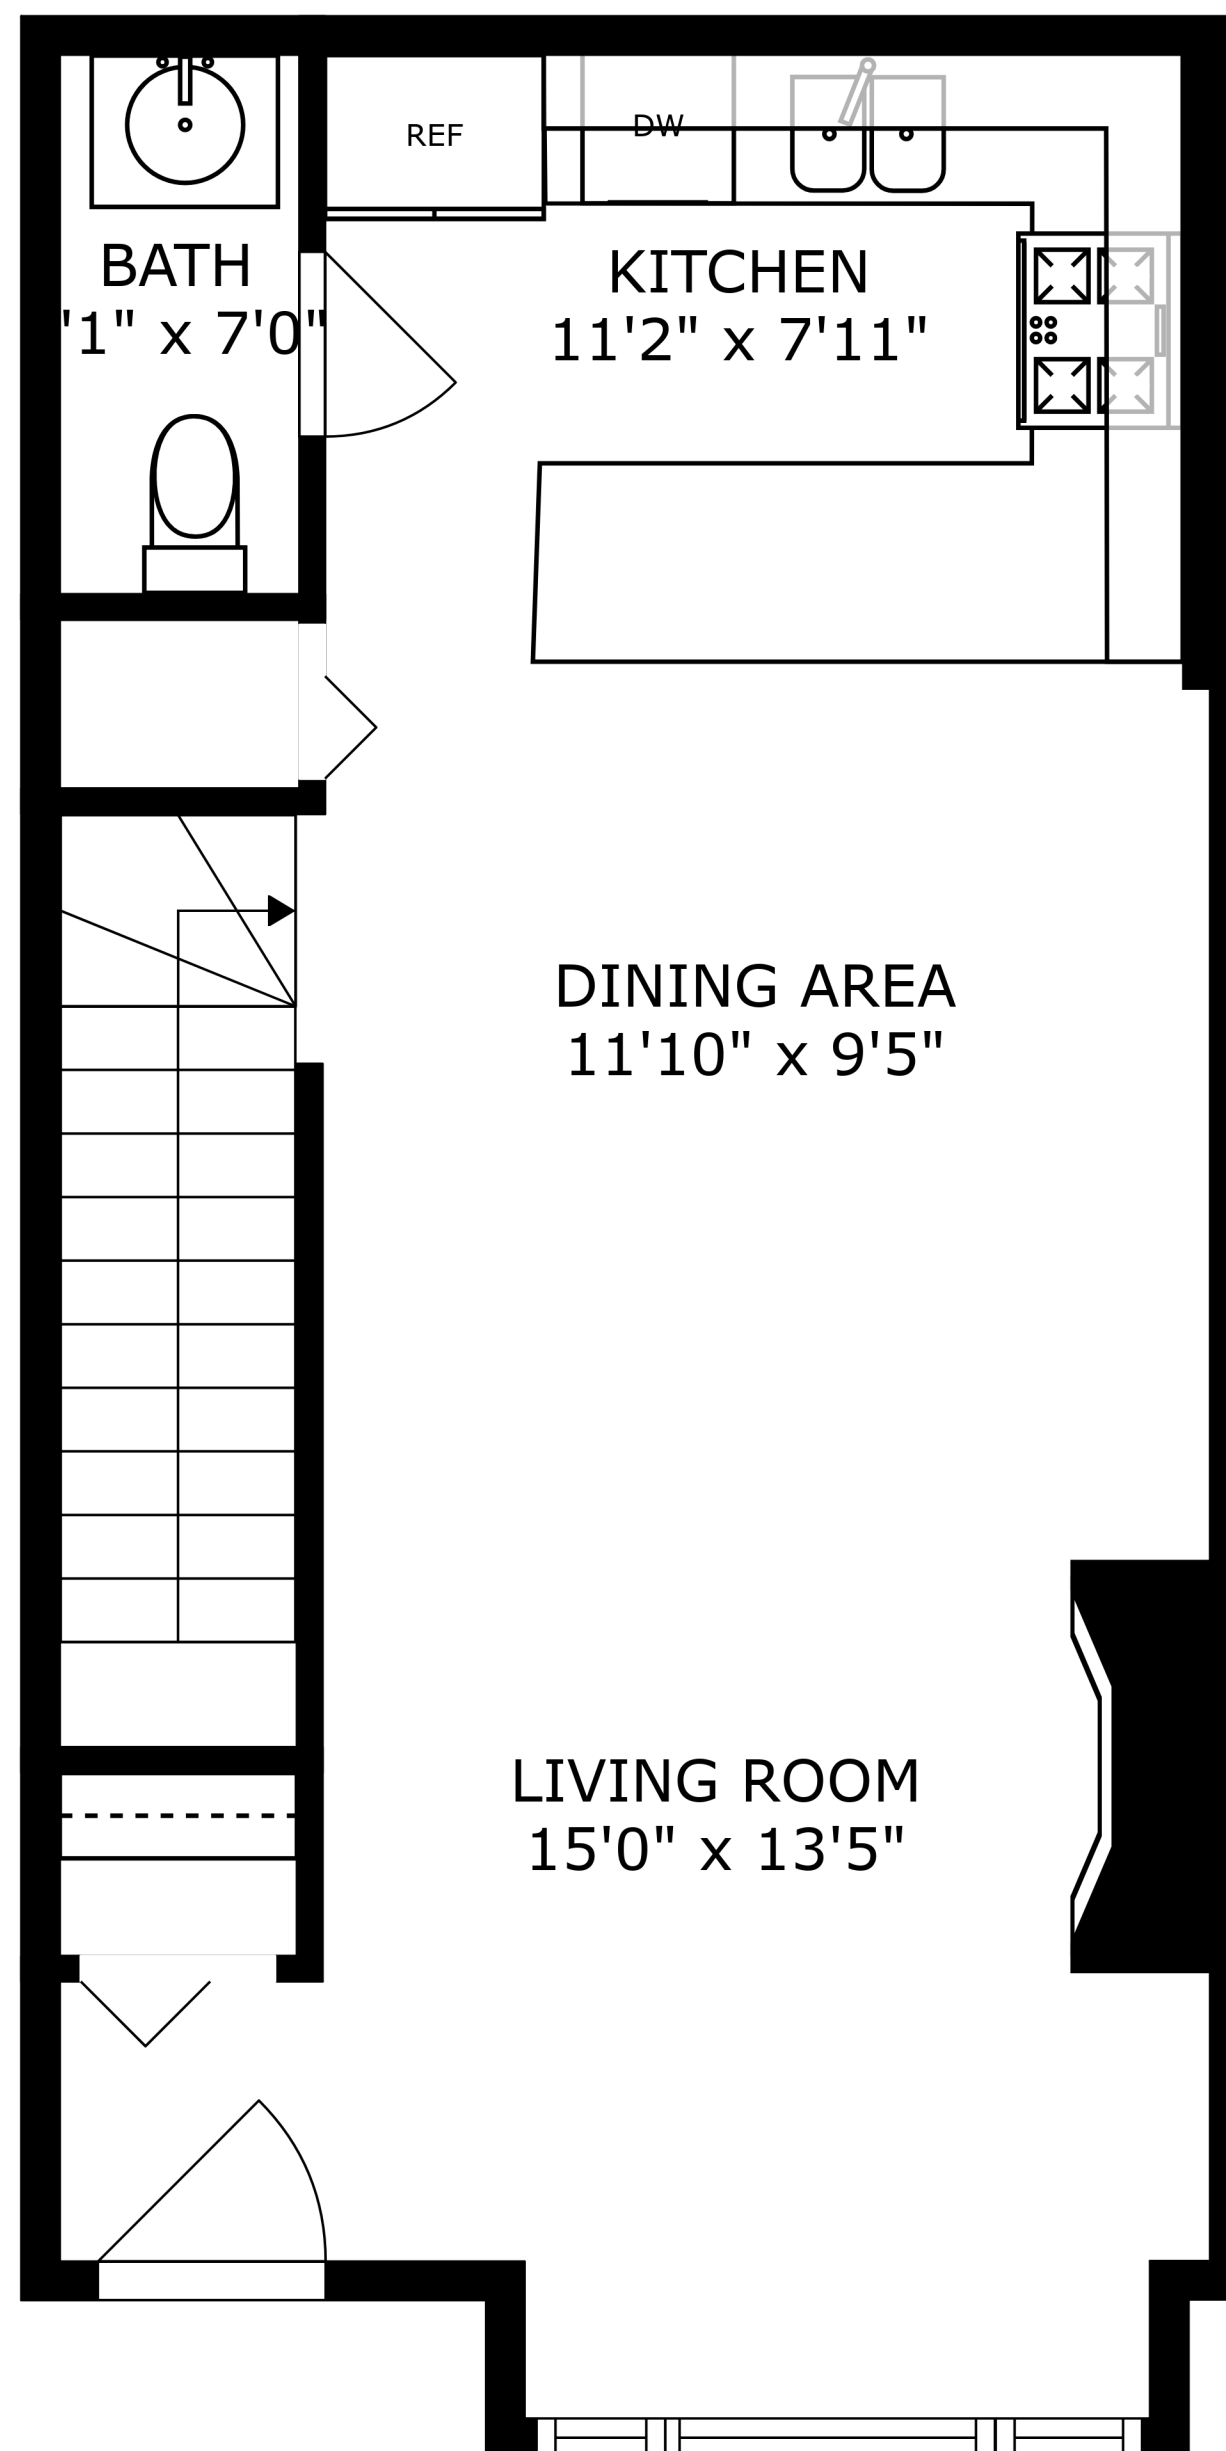 REF
DW
BATH
'1" x 7'0"
KITCHEN
11'2" x 7'11"
DINING AREA
11'10" x 9'5"
LIVING ROOM
15'0" x 13'5"